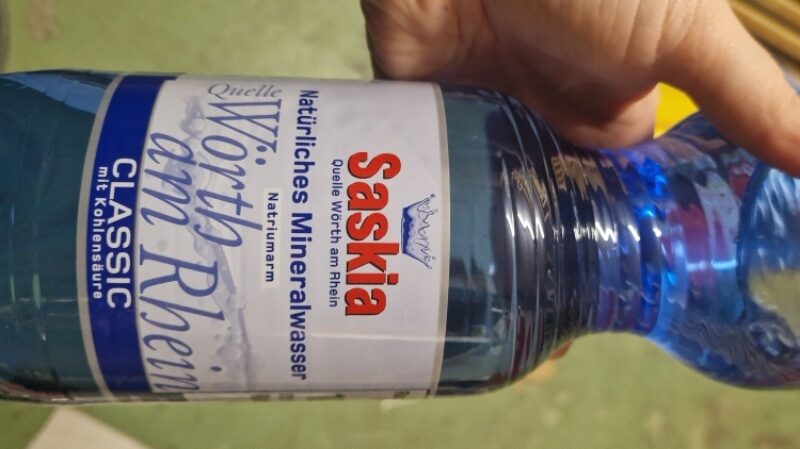 Saskia
Quelle Wörth am Rhein
Natürliches Mineralwasser
Natriumarm
Quelle
Wörth
am Rhein
CLASSIC
mit Kohlensäure